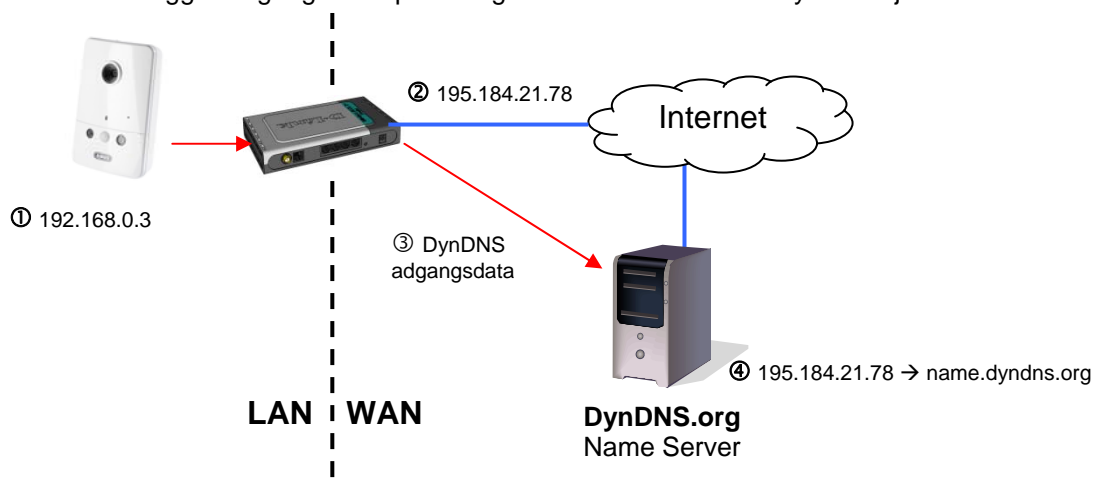 ② 195.184.21.78
Internet
① 192.168.0.3
③ DynDNS
adgangsdata
④ 195.184.21.78 → name.dyndns.org
LAN WAN
DynDNS.org
Name Server